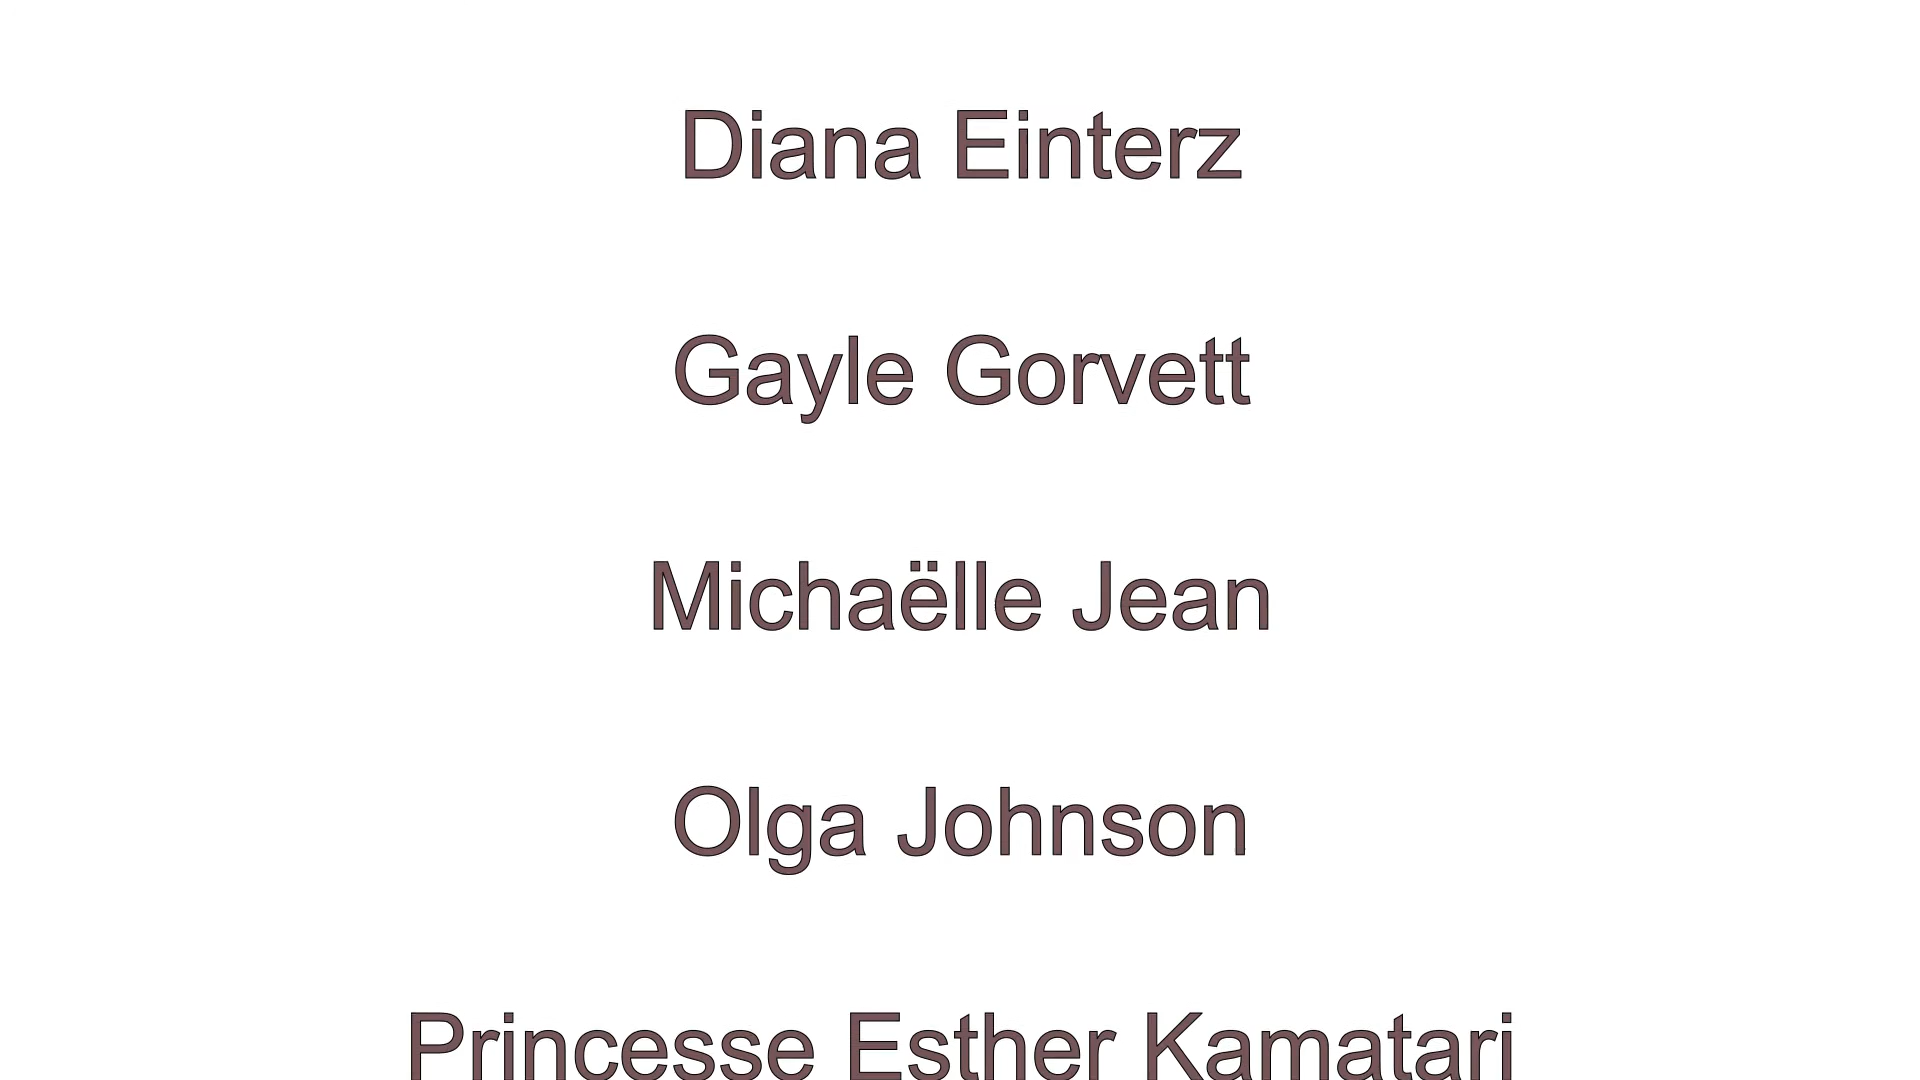 Diana Einterz
Gayle Gorvett
Michaëlle Jean
Olga Johnson
Princesse Esther Kamatari